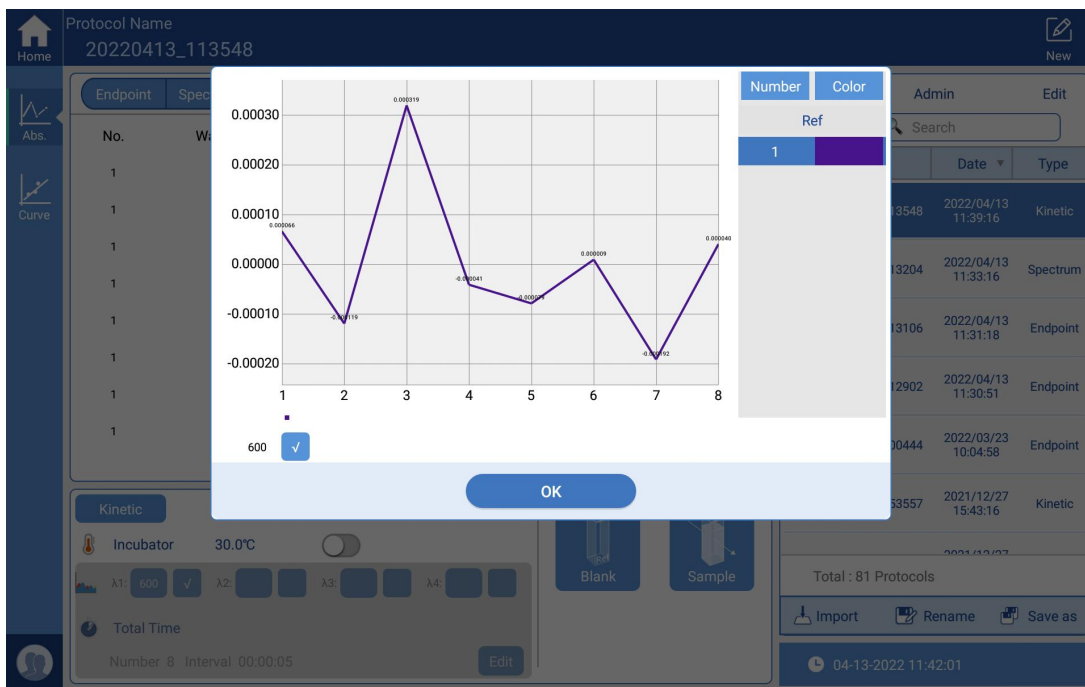 Protocol Name
20220413_113548
Home
New
Abs.
Curve
Endpoint
Spec
No.
Wa
1
1
1
1
1
1
1
1
0.00030
0.00020
0.00010
0.00000
-0.00010
-0.00020
0.000066
0.000319
0.000009
0.000040
1 2 3 4 5 6 7 8
600 √
Number Color
Ref
1
OK
Admin
Edit
Search
Date ▼ Type
13548 2022/04/13 11:39:16 Kinetic
13204 2022/04/13 11:33:16 Spectrum
13106 2022/04/13 11:31:18 Endpoint
12902 2022/04/13 11:30:51 Endpoint
00444 2022/03/23 10:04:58 Endpoint
53557 2021/12/27 15:43:16 Kinetic
Total : 81 Protocols
Import Rename Save as
04-13-2022 11:42:01
Kinetic
Incubator 30.0℃
λ1: 600 √ λ2: λ3: λ4:
Total Time
Number 8 Interval 00:00:05
Edit
Blank
Sample